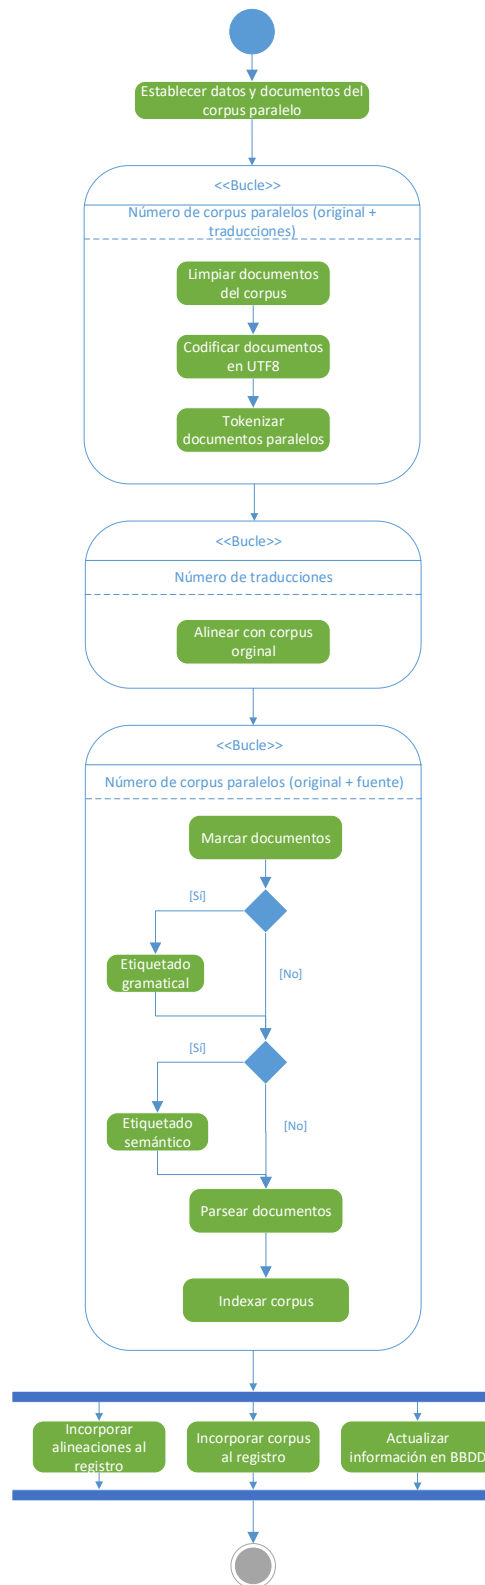 Establecer datos y documentos del
corpus paralelo
<<Bucle>>
Número de corpus paralelos (original +
traducciones)
Limpiar documentos
del corpus
Codificar documentos
en UTF8
Tokenizar
documentos paralelos
<<Bucle>>
Número de traducciones
Alinear con corpus
orginal
<<Bucle>>
Número de corpus paralelos (original + fuente)
Marcar documentos
[Sí]
Etiquetado
gramatical
[No]
[Sí]
Etiquetado
semántico
[No]
Parsear documentos
Indexar corpus
Incorporar
alineaciones al
registro
Incorporar corpus
al registro
Actualizar
información en BBDD